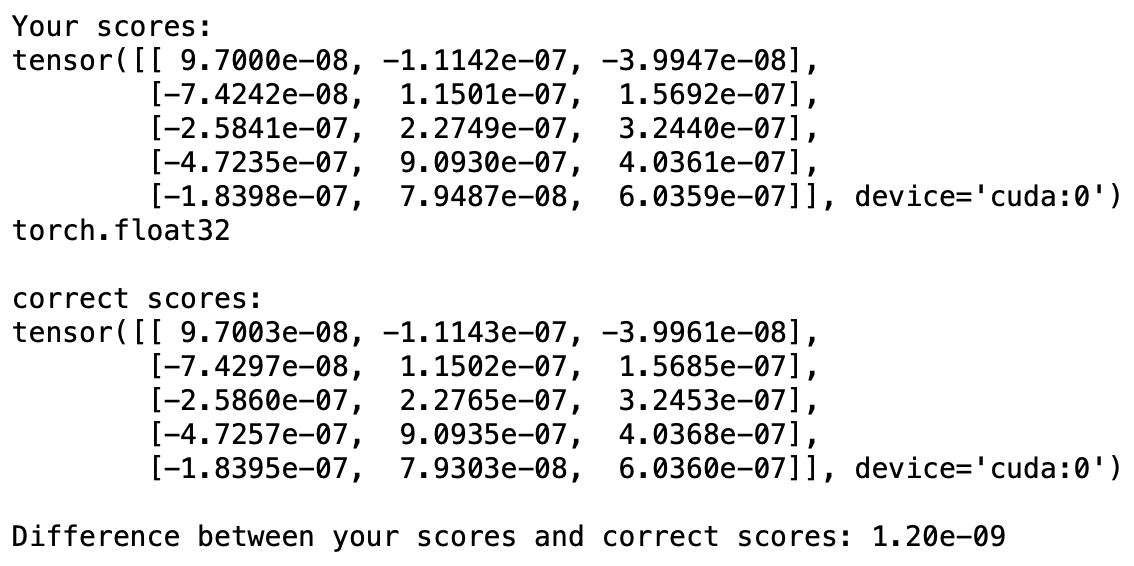 Your scores:
tensor([[ 9.7000e-08, -1.1142e-07, -3.9947e-08],
        [-7.4242e-08,  1.1501e-07,  1.5692e-07],
        [-2.5841e-07,  2.2749e-07,  3.2440e-07],
        [-4.7235e-07,  9.0930e-07,  4.0361e-07],
        [-1.8398e-07,  7.9487e-08,  6.0359e-07]], device='cuda:0')
torch.float32

correct scores:
tensor([[ 9.7003e-08, -1.1143e-07, -3.9961e-08],
        [-7.4297e-08,  1.1502e-07,  1.5685e-07],
        [-2.5860e-07,  2.2765e-07,  3.2453e-07],
        [-4.7257e-07,  9.0935e-07,  4.0368e-07],
        [-1.8395e-07,  7.9303e-08,  6.0360e-07]], device='cuda:0')

Difference between your scores and correct scores: 1.20e-09